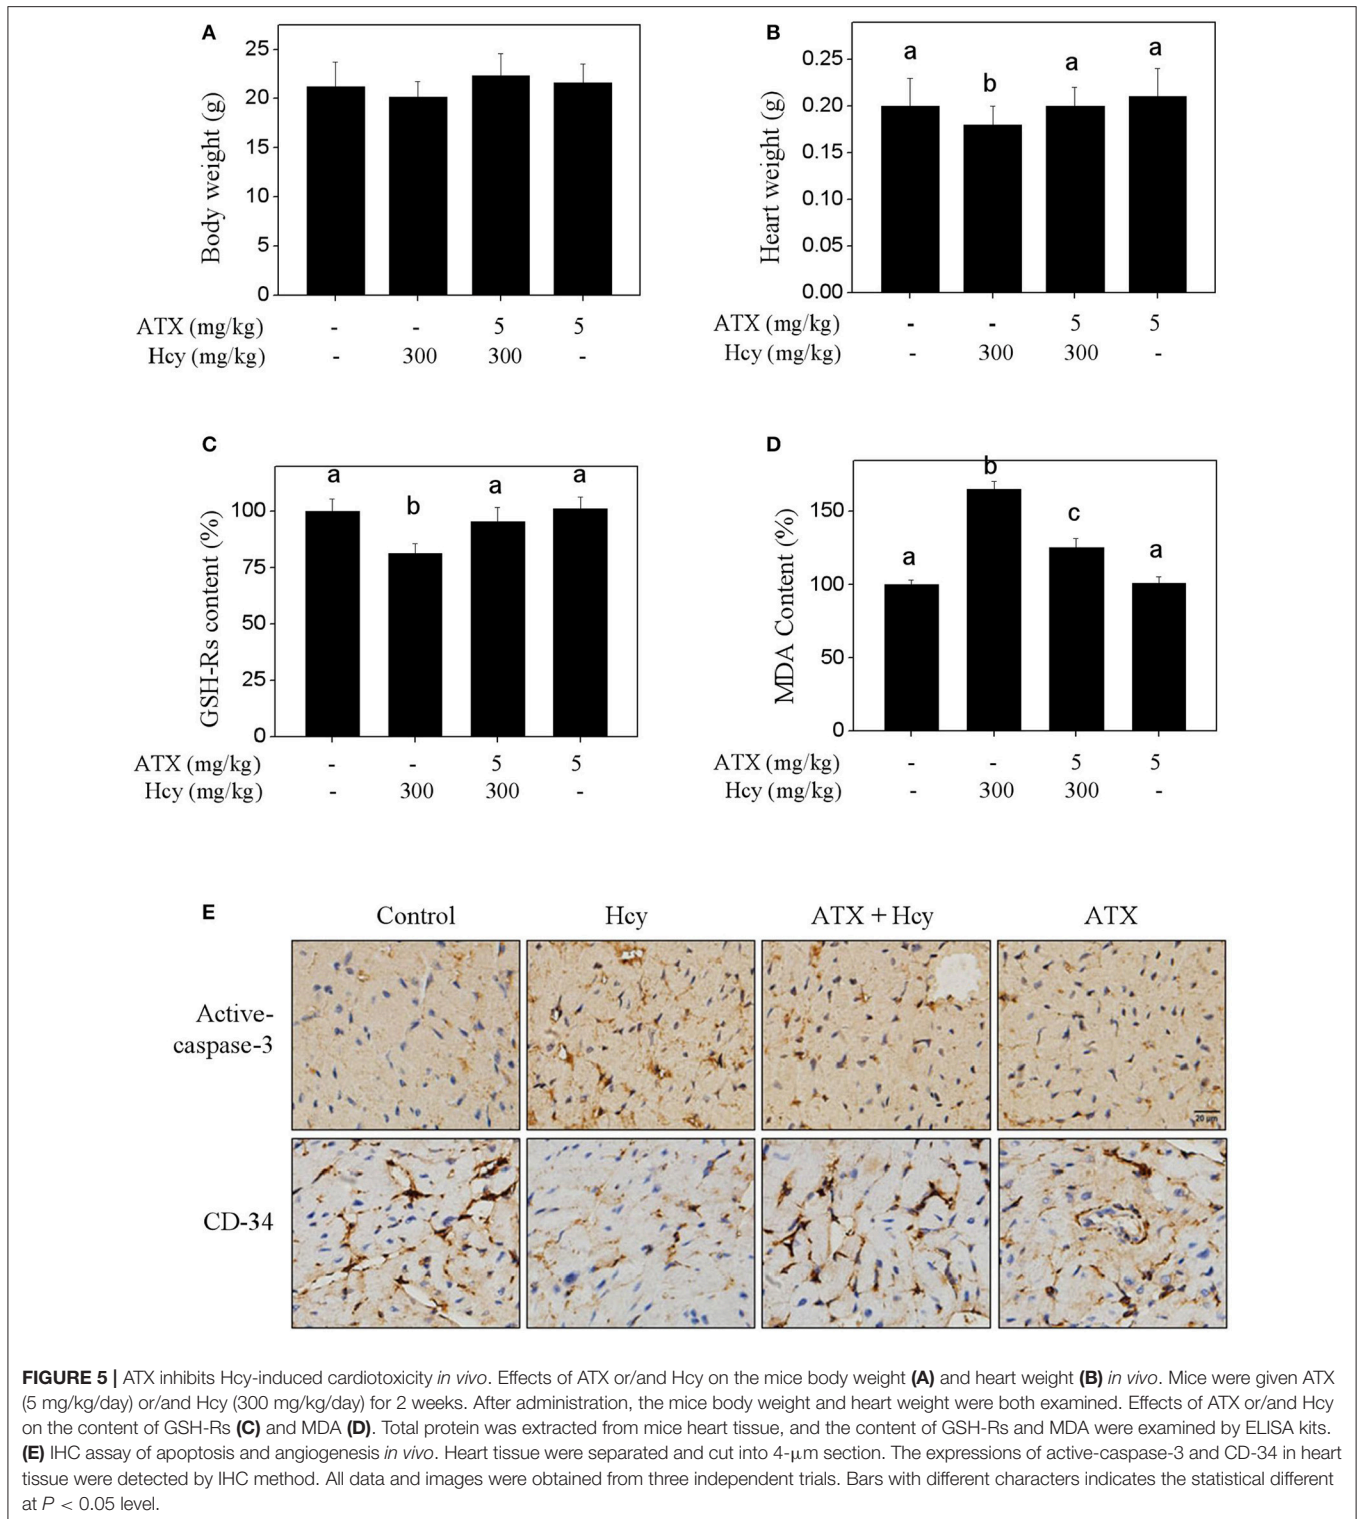 A
Body weight (g)
25
20
15
10
5
0
ATX (mg/kg) - - 5 5
Hcy (mg/kg) - 300 300 -
B
Heart weight (g)
0.25
0.20
0.15
0.10
0.05
0.00
a b a a
ATX (mg/kg) - - 5 5
Hcy (mg/kg) - 300 300 -
C
GSH-Rs content (%)
100
75
50
25
0
a b a a
ATX (mg/kg) - - 5 5
Hcy (mg/kg) - 300 300 -
D
MDA Content (%)
150
100
50
0
a b c a
ATX (mg/kg) - - 5 5
Hcy (mg/kg) - 300 300 -
E
Control Hcy ATX + Hcy ATX
Active-
caspase-3
20 μm
CD-34
FIGURE 5 | ATX inhibits Hcy-induced cardiotoxicity in vivo. Effects of ATX or/and Hcy on the mice body weight (A) and heart weight (B) in vivo. Mice were given ATX
(5 mg/kg/day) or/and Hcy (300 mg/kg/day) for 2 weeks. After administration, the mice body weight and heart weight were both examined. Effects of ATX or/and Hcy
on the content of GSH-Rs (C) and MDA (D). Total protein was extracted from mice heart tissue, and the content of GSH-Rs and MDA were examined by ELISA kits.
(E) IHC assay of apoptosis and angiogenesis in vivo. Heart tissue were separated and cut into 4-μm section. The expressions of active-caspase-3 and CD-34 in heart
tissue were detected by IHC method. All data and images were obtained from three independent trials. Bars with different characters indicates the statistical different
at P < 0.05 level.